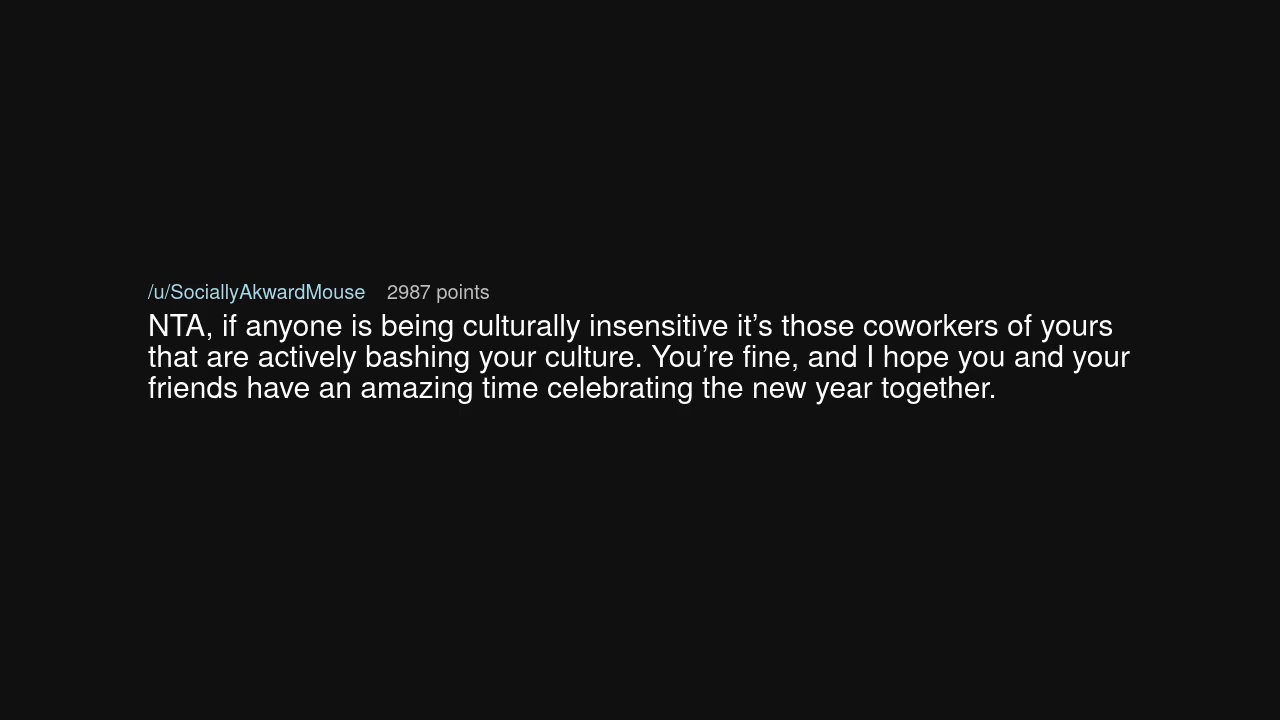 /u/SociallyAkwardMouse 2987 points
NTA, if anyone is being culturally insensitive it’s those coworkers of yours
that are actively bashing your culture. You’re fine, and I hope you and your
friends have an amazing time celebrating the new year together.